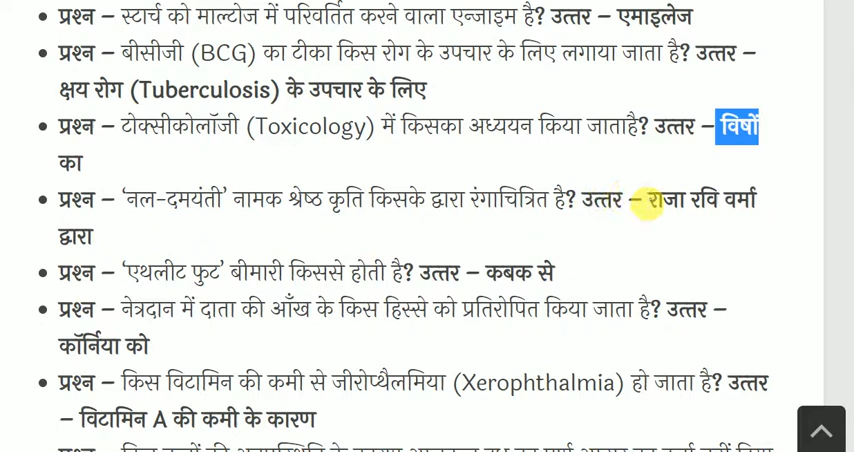 प्रश्न – स्टार्च को माल्टोज में परिवर्तित करने वाला एन्जाइम है? उत्तर – एमाइलेज
प्रश्न – बीसीजी (BCG) का टीका किस रोग के उपचार के लिए लगाया जाता है? उत्तर –
क्षय रोग (Tuberculosis) के उपचार के लिए
प्रश्न – टोक्सीकोलॉजी (Toxicology) में किसका अध्ययन किया जाताहै? उत्तर – विषों
का
प्रश्न – ‘नल-दमयंती’ नामक श्रेष्ठ कृति किसके द्वारा रंगाचित्रित है? उत्तर – राजा रवि वर्मा
द्वारा
प्रश्न – ‘एथलीट फुट’ बीमारी किससे होती है? उत्तर – कबक से
प्रश्न – नेत्रदान में दाता की आँख के किस हिस्से को प्रतिरोपित किया जाता है? उत्तर –
कॉर्निया को
प्रश्न – किस विटामिन की कमी से जीरोप्थैलमिया (Xerophthalmia) हो जाता है? उत्तर
– विटामिन A की कमी के कारण